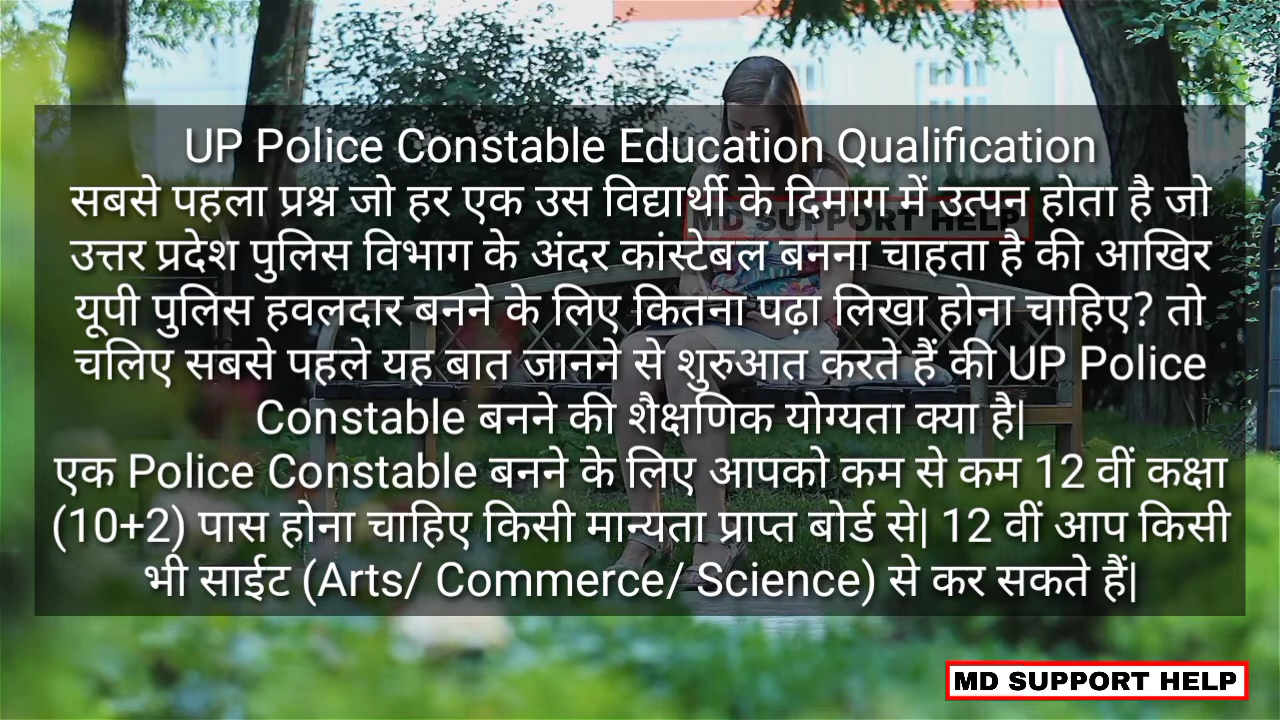 UP Police Constable Education Qualification
सबसे पहला प्रश्न जो हर एक उस विद्यार्थी के दिमाग में उत्पन होता है जो
उत्तर प्रदेश पुलिस विभाग के अंदर कांस्टेबल बनना चाहता है की आखिर
यूपी पुलिस हवलदार बनने के लिए कितना पढ़ा लिखा होना चाहिए? तो
चलिए सबसे पहले यह बात जानने से शुरुआत करते हैं की UP Police
Constable बनने की शैक्षणिक योग्यता क्या है|
एक Police Constable बनने के लिए आपको कम से कम 12 वीं कक्षा
(10+2) पास होना चाहिए किसी मान्यता प्राप्त बोर्ड से| 12 वीं आप किसी
भी साईट (Arts/ Commerce/ Science) से कर सकते हैं|
MD SUPPORT HELP
MD SUPPORT HELP